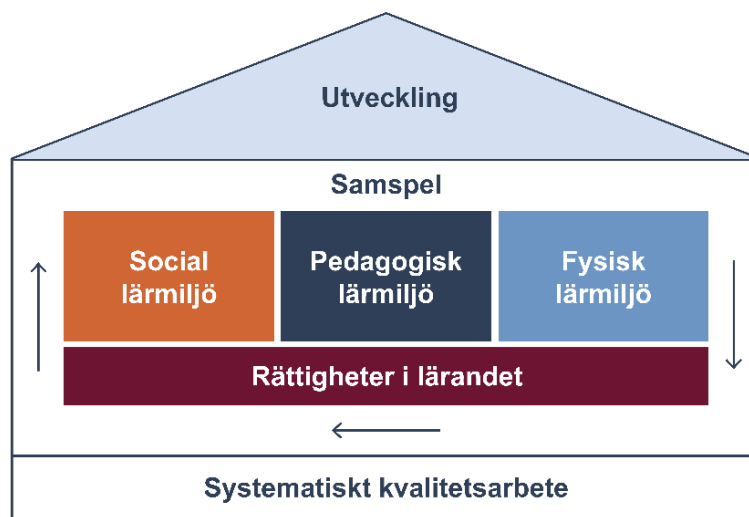 Utveckling
Samspel
Social
lärmiljö
Pedagogisk
lärmiljö
Fysisk
lärmiljö
Rättigheter i lärandet
Systematiskt kvalitetsarbete